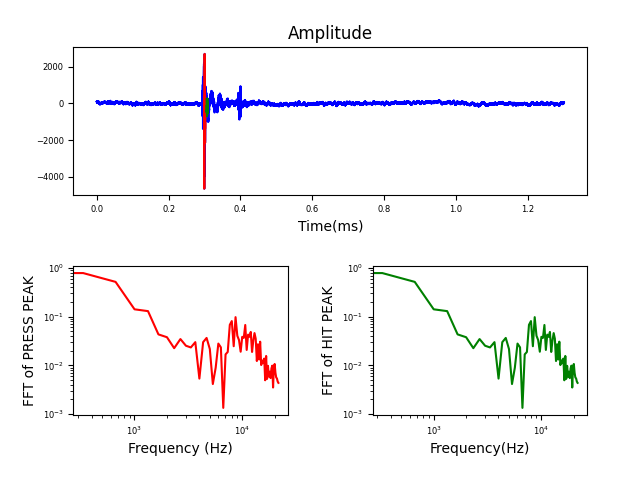 Amplitude
2000
0
−2000
−4000
0.0 0.2 0.4 0.6 0.8 1.0 1.2
Time(ms)
FFT of PRESS PEAK
10⁰
10⁻¹
10⁻²
10⁻³
10³ 10⁴
Frequency (Hz)
FFT of HIT PEAK
10⁰
10⁻¹
10⁻²
10⁻³
10³ 10⁴
Frequency(Hz)